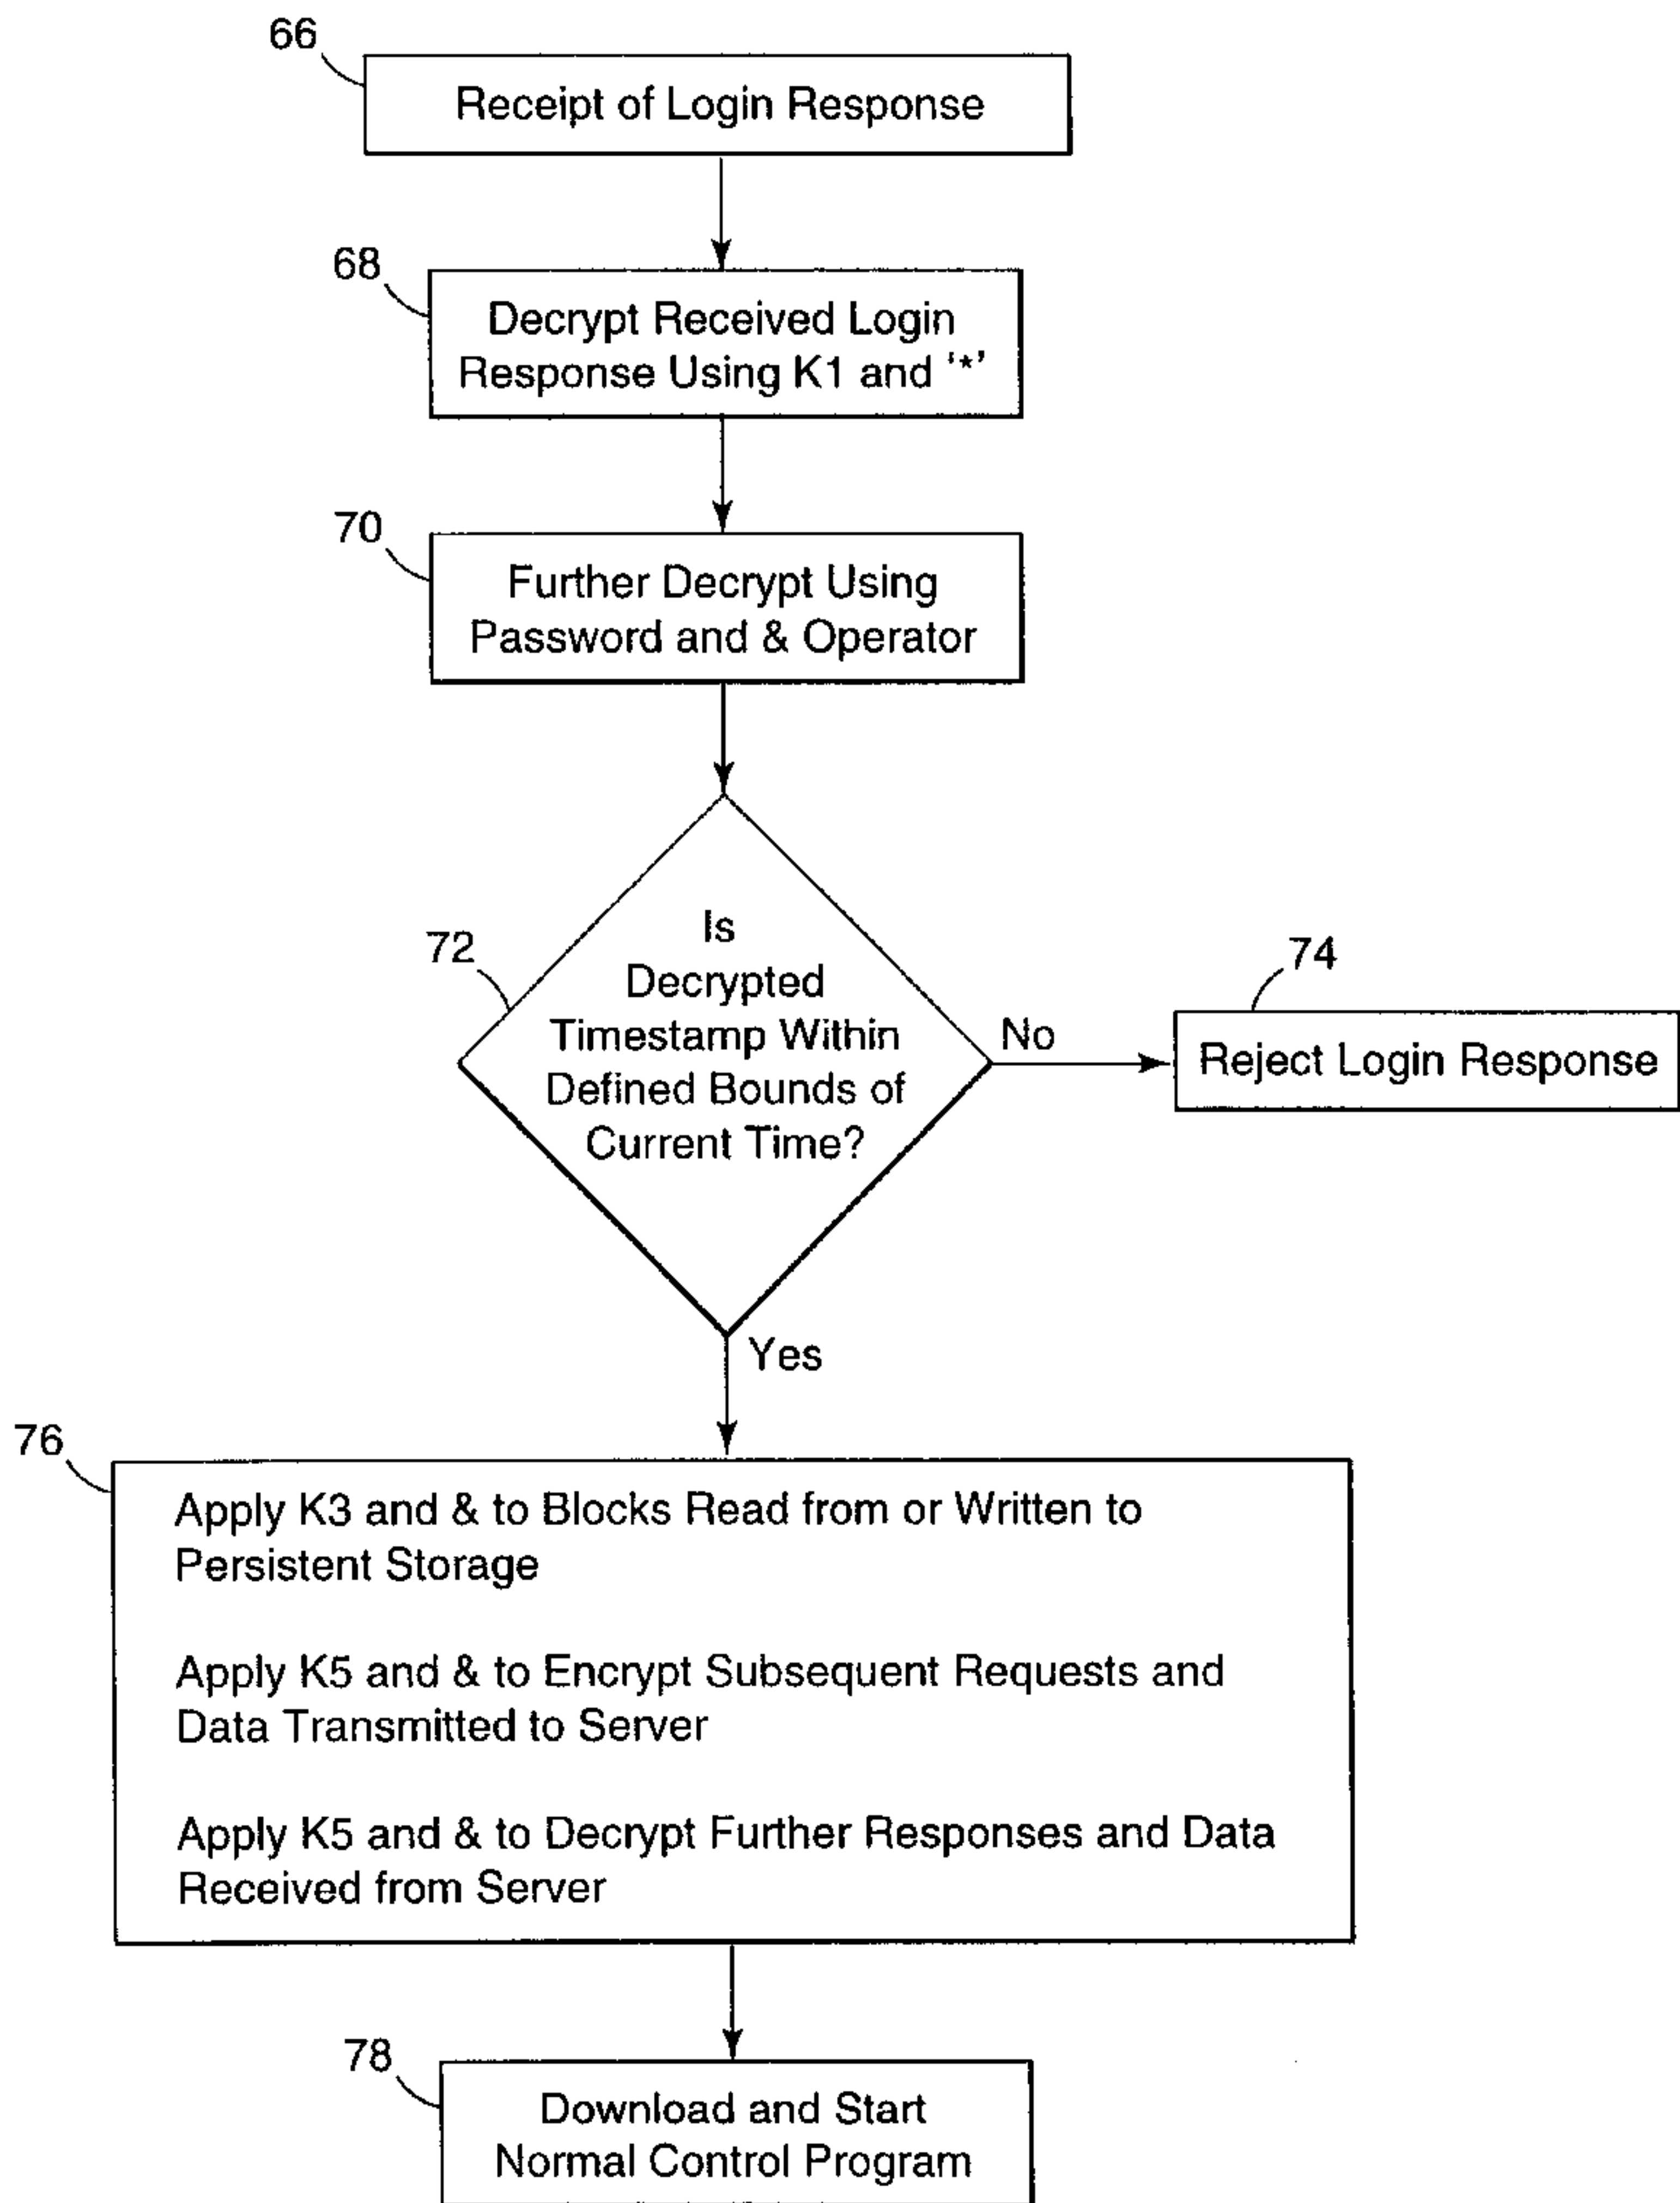 66
Receipt of Login Response
68
Decrypt Received Login
Response Using K1 and ‘*’
70
Further Decrypt Using
Password and & Operator
72
Is
Decrypted
Timestamp Within
Defined Bounds of
Current Time?
No
74
Reject Login Response
Yes
76
Apply K3 and & to Blocks Read from or Written to
Persistent Storage
Apply K5 and & to Encrypt Subsequent Requests and
Data Transmitted to Server
Apply K5 and & to Decrypt Further Responses and Data
Received from Server
78
Download and Start
Normal Control Program